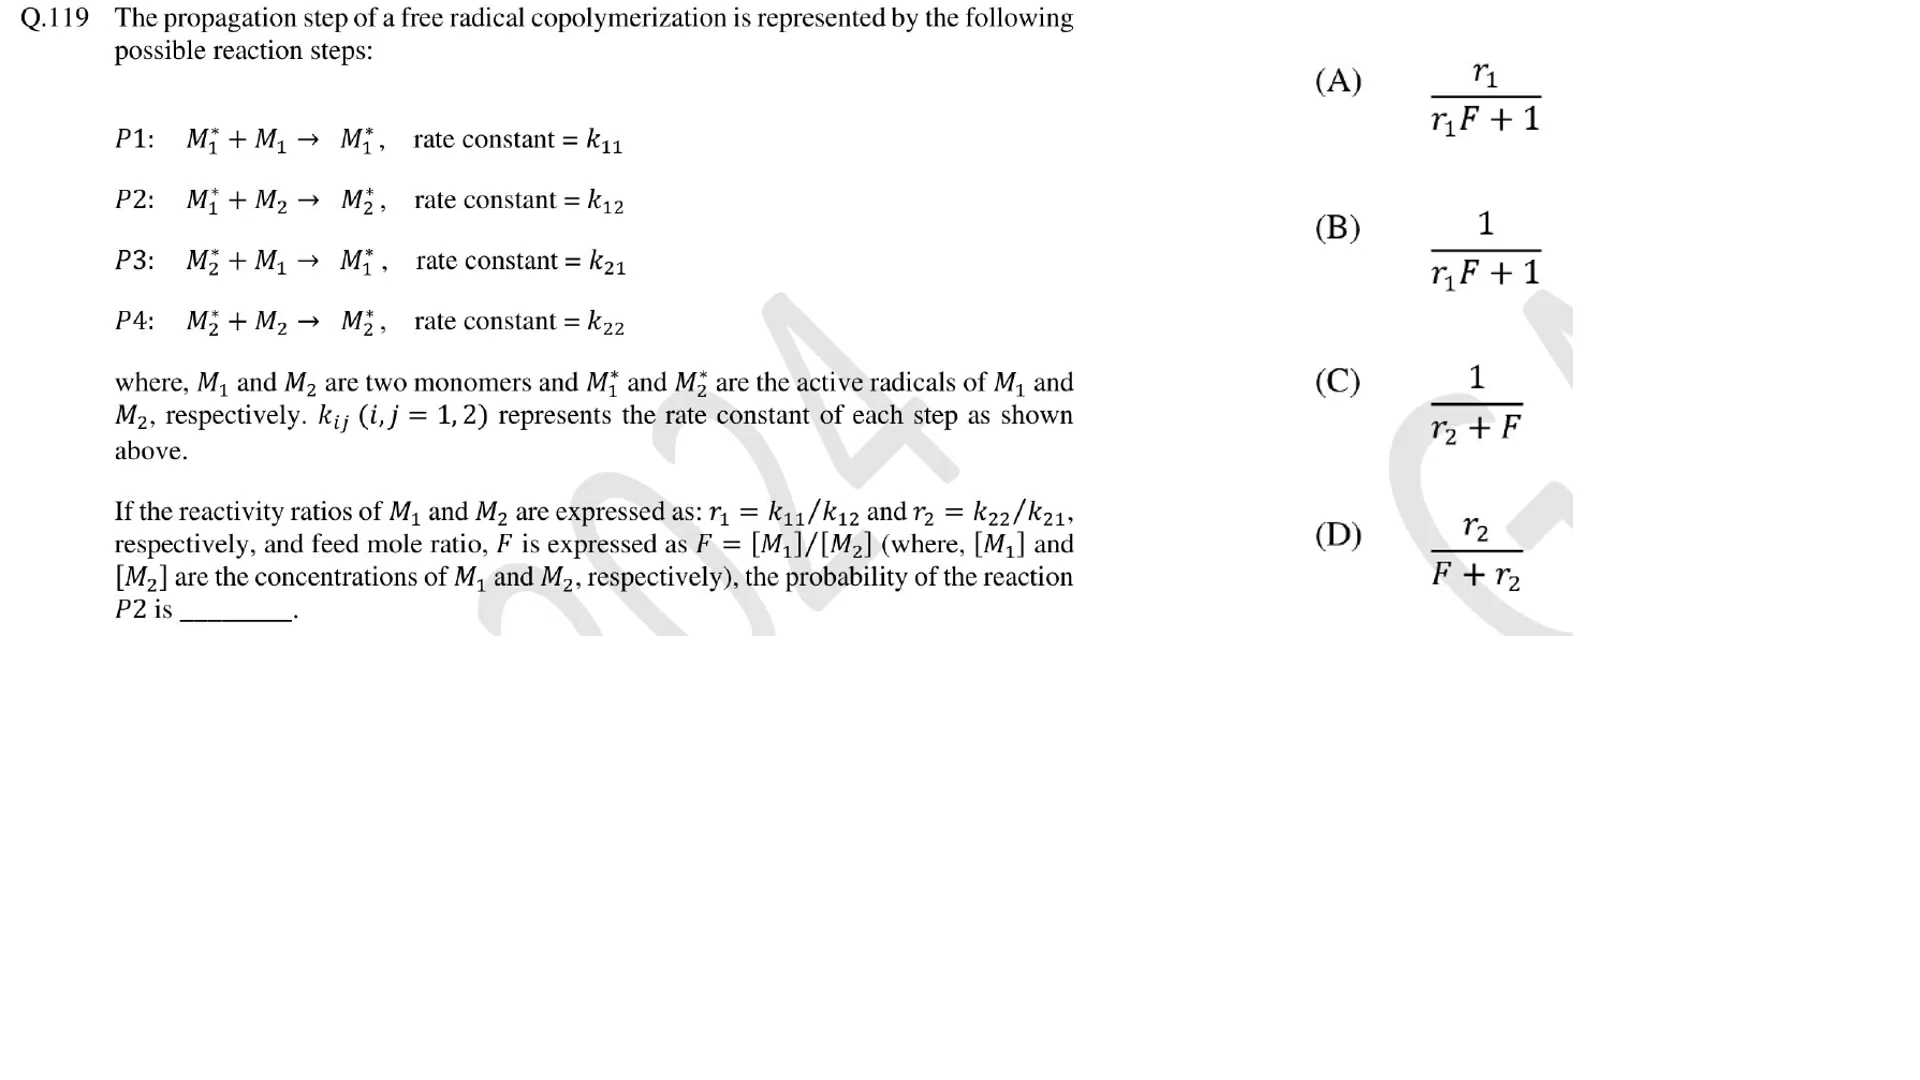 Q.119 The propagation step of a free radical copolymerization is represented by the following
possible reaction steps:
P1: M₁* + M₁ → M₁*, rate constant = k₁₁
P2: M₁* + M₂ → M₂*, rate constant = k₁₂
P3: M₂* + M₁ → M₁*, rate constant = k₂₁
P4: M₂* + M₂ → M₂*, rate constant = k₂₂
where, M₁ and M₂ are two monomers and M₁* and M₂* are the active radicals of M₁ and
M₂, respectively. kᵢⱼ (i, j = 1, 2) represents the rate constant of each step as shown
above.
If the reactivity ratios of M₁ and M₂ are expressed as: r₁ = k₁₁/k₁₂ and r₂ = k₂₂/k₂₁,
respectively, and feed mole ratio, F is expressed as F = [M₁]/[M₂] (where, [M₁] and
[M₂] are the concentrations of M₁ and M₂, respectively), the probability of the reaction
P2 is ________.
(A) r₁ / (r₁F + 1)
(B) 1 / (r₁F + 1)
(C) 1 / (r₂ + F)
(D) r₂ / (F + r₂)